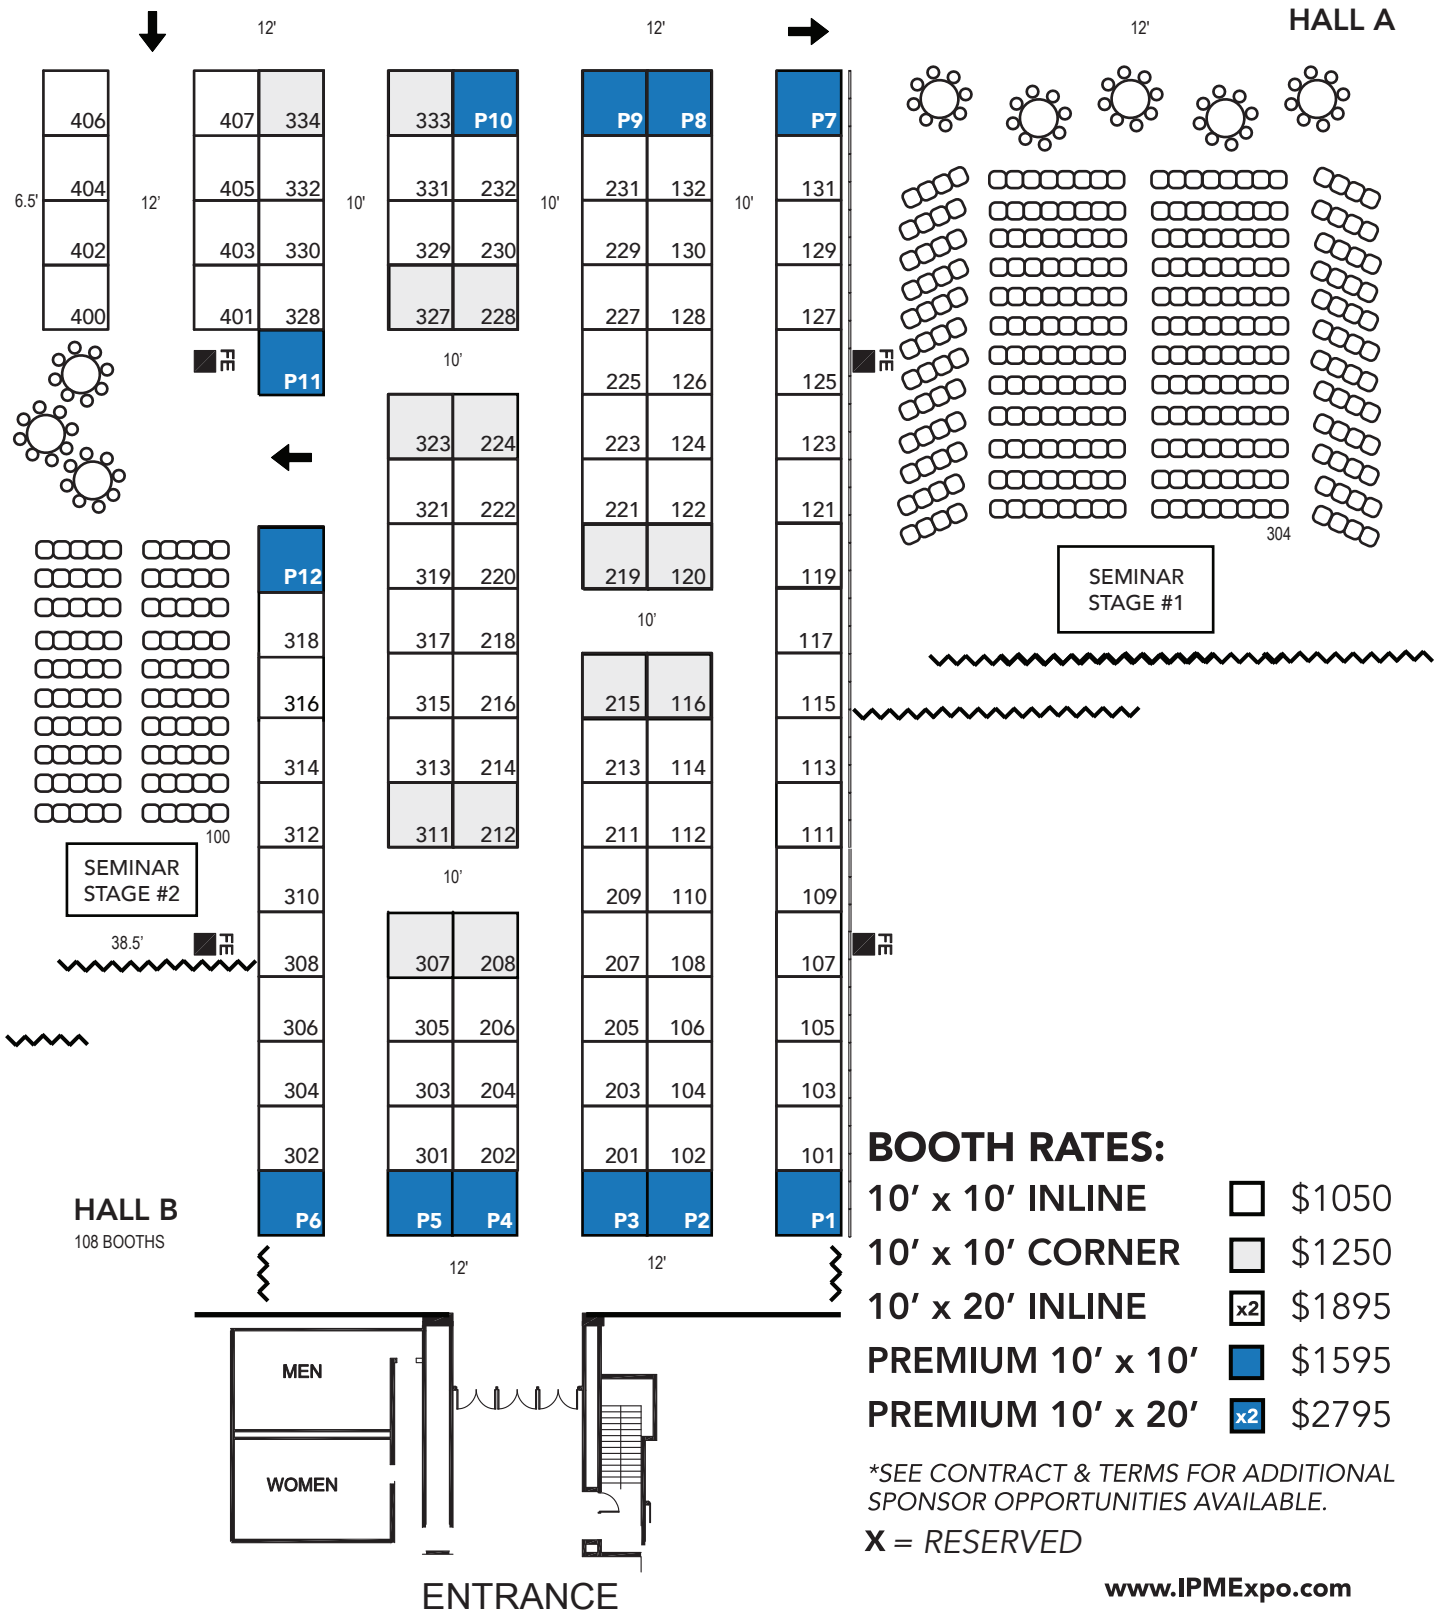 12' 12' 12' HALL A
406 407 334 333 P10 P9 P8 P7
404 405 332 331 232 231 132 131
6.5' 12' 10' 10' 10'
402 403 330 329 230 229 130 129
400 401 328 327 228 227 128 127
FE 10' FE
P11 225 126 125
323 224 223 124 123
321 222 221 122 121
304
P12 319 220 219 120 119
SEMINAR
STAGE #1
10'
318 317 218 117
316 315 216 215 116 115
314 313 214 213 114 113
100
312 311 212 211 112 111
SEMINAR
STAGE #2
10'
310 209 110 109
38.5' FE FE
308 307 208 207 108 107
306 305 206 205 106 105
304 303 204 203 104 103
302 301 202 201 102 101
P6 P5 P4 P3 P2 P1
HALL B
108 BOOTHS
12' 12'
BOOTH RATES:
10' x 10' INLINE $1050
10' x 10' CORNER $1250
10' x 20' INLINE x2 $1895
PREMIUM 10' x 10' $1595
PREMIUM 10' x 20' x2 $2795
*SEE CONTRACT & TERMS FOR ADDITIONAL
SPONSOR OPPORTUNITIES AVAILABLE.
X = RESERVED
MEN
WOMEN
ENTRANCE
www.IPMExpo.com